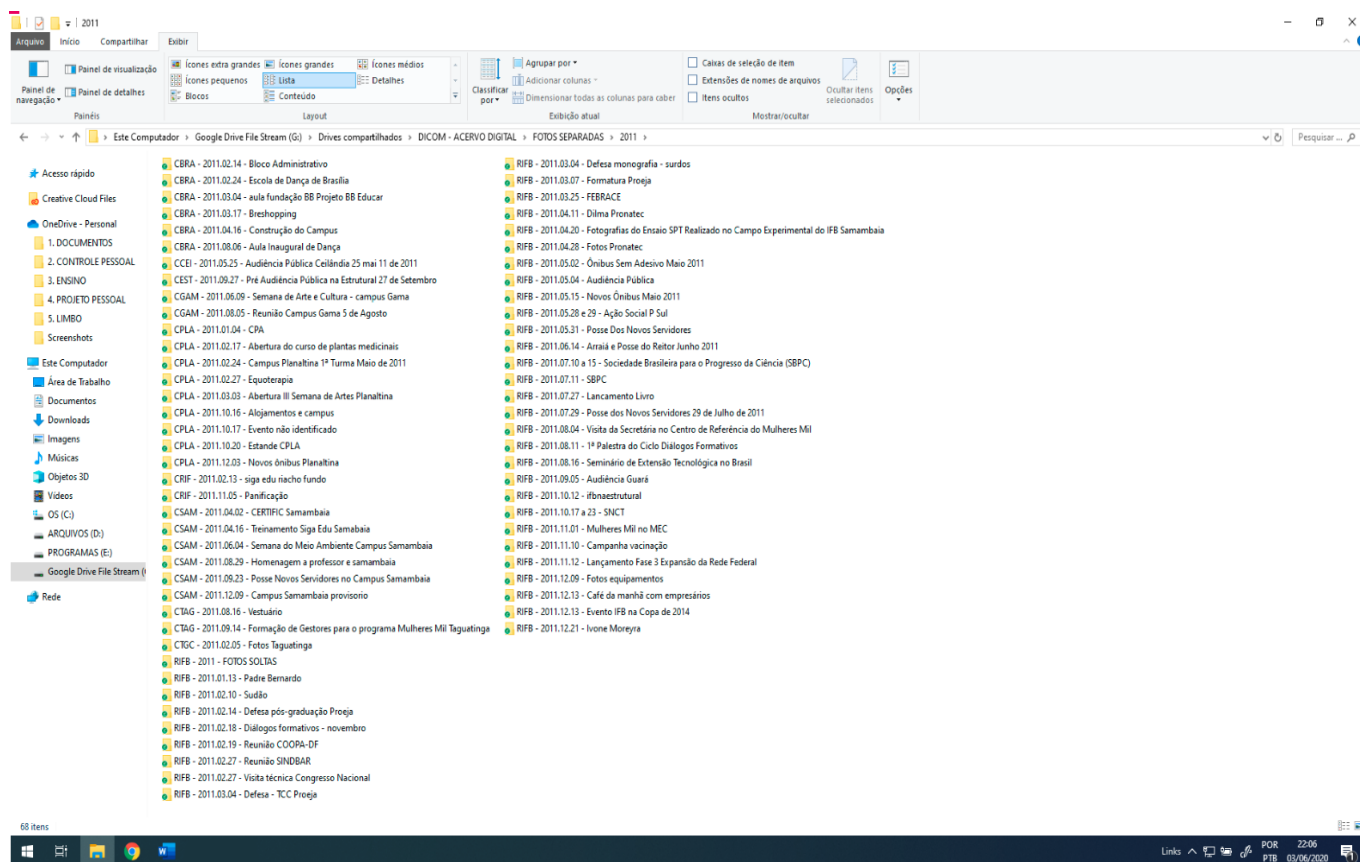 2011
Arquivo Início Compartilhar Exibir
Painel de navegação
Painel de visualização
Painel de detalhes
Painéis
Ícones extra grandes Ícones grandes Ícones médios
Ícones pequenos Lista Detalhes
Blocos Conteúdo
Layout
Classificar por
Agrupar por
Adicionar colunas
Dimensionar todas as colunas para caber
Exibição atual
Caixas de seleção de item
Extensões de nomes de arquivos
Itens ocultos
Ocultar itens selecionados
Mostrar/ocultar
Opções
Este Computador > Google Drive File Stream (G:) > Drives compartilhados > DICOM - ACERVO DIGITAL > FOTOS SEPARADAS > 2011 >
Pesquisar ...
Acesso rápido
Creative Cloud Files
OneDrive - Personal
1. DOCUMENTOS
2. CONTROLE PESSOAL
3. ENSINO
4. PROJETO PESSOAL
5. LIMBO
Screenshots
Este Computador
Área de Trabalho
Documentos
Downloads
Imagens
Músicas
Objetos 3D
Vídeos
OS (C:)
ARQUIVOS (D:)
PROGRAMAS (E:)
Google Drive File Stream (
Rede
CBRA - 2011.02.14 - Bloco Administrativo
CBRA - 2011.02.24 - Escola de Dança de Brasília
CBRA - 2011.03.04 - aula fundação BB Projeto BB Educar
CBRA - 2011.03.17 - Breshopping
CBRA - 2011.04.16 - Construção do Campus
CBRA - 2011.08.06 - Aula Inaugural de Dança
CCEI - 2011.05.25 - Audiência Pública Ceilândia 25 mai 11 de 2011
CEST - 2011.09.27 - Pré Audiência Pública na Estrutural 27 de Setembro
CGAM - 2011.06.09 - Semana de Arte e Cultura - campus Gama
CGAM - 2011.08.05 - Reunião Campus Gama 5 de Agosto
CPLA - 2011.01.04 - CPA
CPLA - 2011.02.17 - Abertura do curso de plantas medicinais
CPLA - 2011.02.24 - Campus Planaltina 1ª Turma Maio de 2011
CPLA - 2011.02.27 - Equoterapia
CPLA - 2011.03.03 - Abertura III Semana de Artes Planaltina
CPLA - 2011.10.16 - Alojamentos e campus
CPLA - 2011.10.17 - Evento não identificado
CPLA - 2011.10.20 - Estande CPLA
CPLA - 2011.12.03 - Novos ônibus Planaltina
CRIF - 2011.02.13 - siga edu riacho fundo
CRIF - 2011.11.05 - Panificação
CSAM - 2011.04.02 - CERTIFIC Samambaia
CSAM - 2011.04.16 - Treinamento Siga Edu Samabaia
CSAM - 2011.06.04 - Semana do Meio Ambiente Campus Samambaia
CSAM - 2011.08.29 - Homenagem a professor e samambaia
CSAM - 2011.09.23 - Posse Novos Servidores no Campus Samambaia
CSAM - 2011.12.09 - Campus Samambaia provisorio
CTAG - 2011.08.16 - Vestuário
CTAG - 2011.09.14 - Formação de Gestores para o programa Mulheres Mil Taguatinga
CTGC - 2011.02.05 - Fotos Taguatinga
RIFB - 2011 - FOTOS SOLTAS
RIFB - 2011.01.13 - Padre Bernardo
RIFB - 2011.02.10 - Sudão
RIFB - 2011.02.14 - Defesa pós-graduação Proeja
RIFB - 2011.02.18 - Diálogos formativos - novembro
RIFB - 2011.02.19 - Reunião COOPA-DF
RIFB - 2011.02.27 - Reunião SINDBAR
RIFB - 2011.02.27 - Visita técnica Congresso Nacional
RIFB - 2011.03.04 - Defesa - TCC Proeja
RIFB - 2011.03.04 - Defesa monografia - surdos
RIFB - 2011.03.07 - Formatura Proeja
RIFB - 2011.03.25 - FEBRACE
RIFB - 2011.04.11 - Dilma Pronatec
RIFB - 2011.04.20 - Fotografias do Ensaio SPT Realizado no Campo Experimental do IFB Samambaia
RIFB - 2011.04.28 - Fotos Pronatec
RIFB - 2011.05.02 - Ônibus Sem Adesivo Maio 2011
RIFB - 2011.05.04 - Audiência Pública
RIFB - 2011.05.15 - Novos Ônibus Maio 2011
RIFB - 2011.05.28 e 29 - Ação Social P Sul
RIFB - 2011.05.31 - Posse Dos Novos Servidores
RIFB - 2011.06.14 - Arraiá e Posse do Reitor Junho 2011
RIFB - 2011.07.10 a 15 - Sociedade Brasileira para o Progresso da Ciência (SBPC)
RIFB - 2011.07.11 - SBPC
RIFB - 2011.07.27 - Lancamento Livro
RIFB - 2011.07.29 - Posse dos Novos Servidores 29 de Julho de 2011
RIFB - 2011.08.04 - Visita da Secretária no Centro de Referência do Mulheres Mil
RIFB - 2011.08.11 - 1ª Palestra do Ciclo Diálogos Formativos
RIFB - 2011.08.16 - Seminário de Extensão Tecnológica no Brasil
RIFB - 2011.09.05 - Audiência Guará
RIFB - 2011.10.12 - ifbnaestrutural
RIFB - 2011.10.17 a 23 - SNCT
RIFB - 2011.11.01 - Mulheres Mil no MEC
RIFB - 2011.11.10 - Campanha vacinação
RIFB - 2011.11.12 - Lançamento Fase 3 Expansão da Rede Federal
RIFB - 2011.12.09 - Fotos equipamentos
RIFB - 2011.12.13 - Café da manhã com empresários
RIFB - 2011.12.13 - Evento IFB na Copa de 2014
RIFB - 2011.12.21 - Ivone Moreyra
68 itens
Links
POR
PTB
22:06
03/06/2020